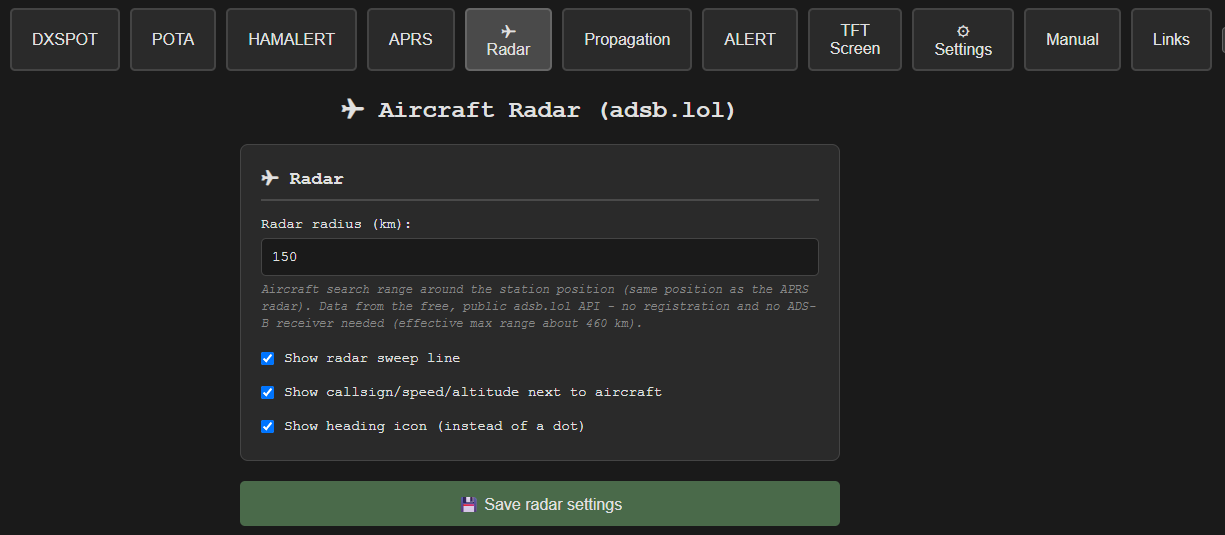 DXSPOT
POTA
HAMALERT
APRS
✈
Radar
Propagation
ALERT
TFT
Screen
⚙
Settings
Manual
Links
✈ Aircraft Radar (adsb.lol)
✈ Radar
Radar radius (km):
150
Aircraft search range around the station position (same position as the APRS
radar). Data from the free, public adsb.lol API - no registration and no ADS-
B receiver needed (effective max range about 460 km).
Show radar sweep line
Show callsign/speed/altitude next to aircraft
Show heading icon (instead of a dot)
💾 Save radar settings